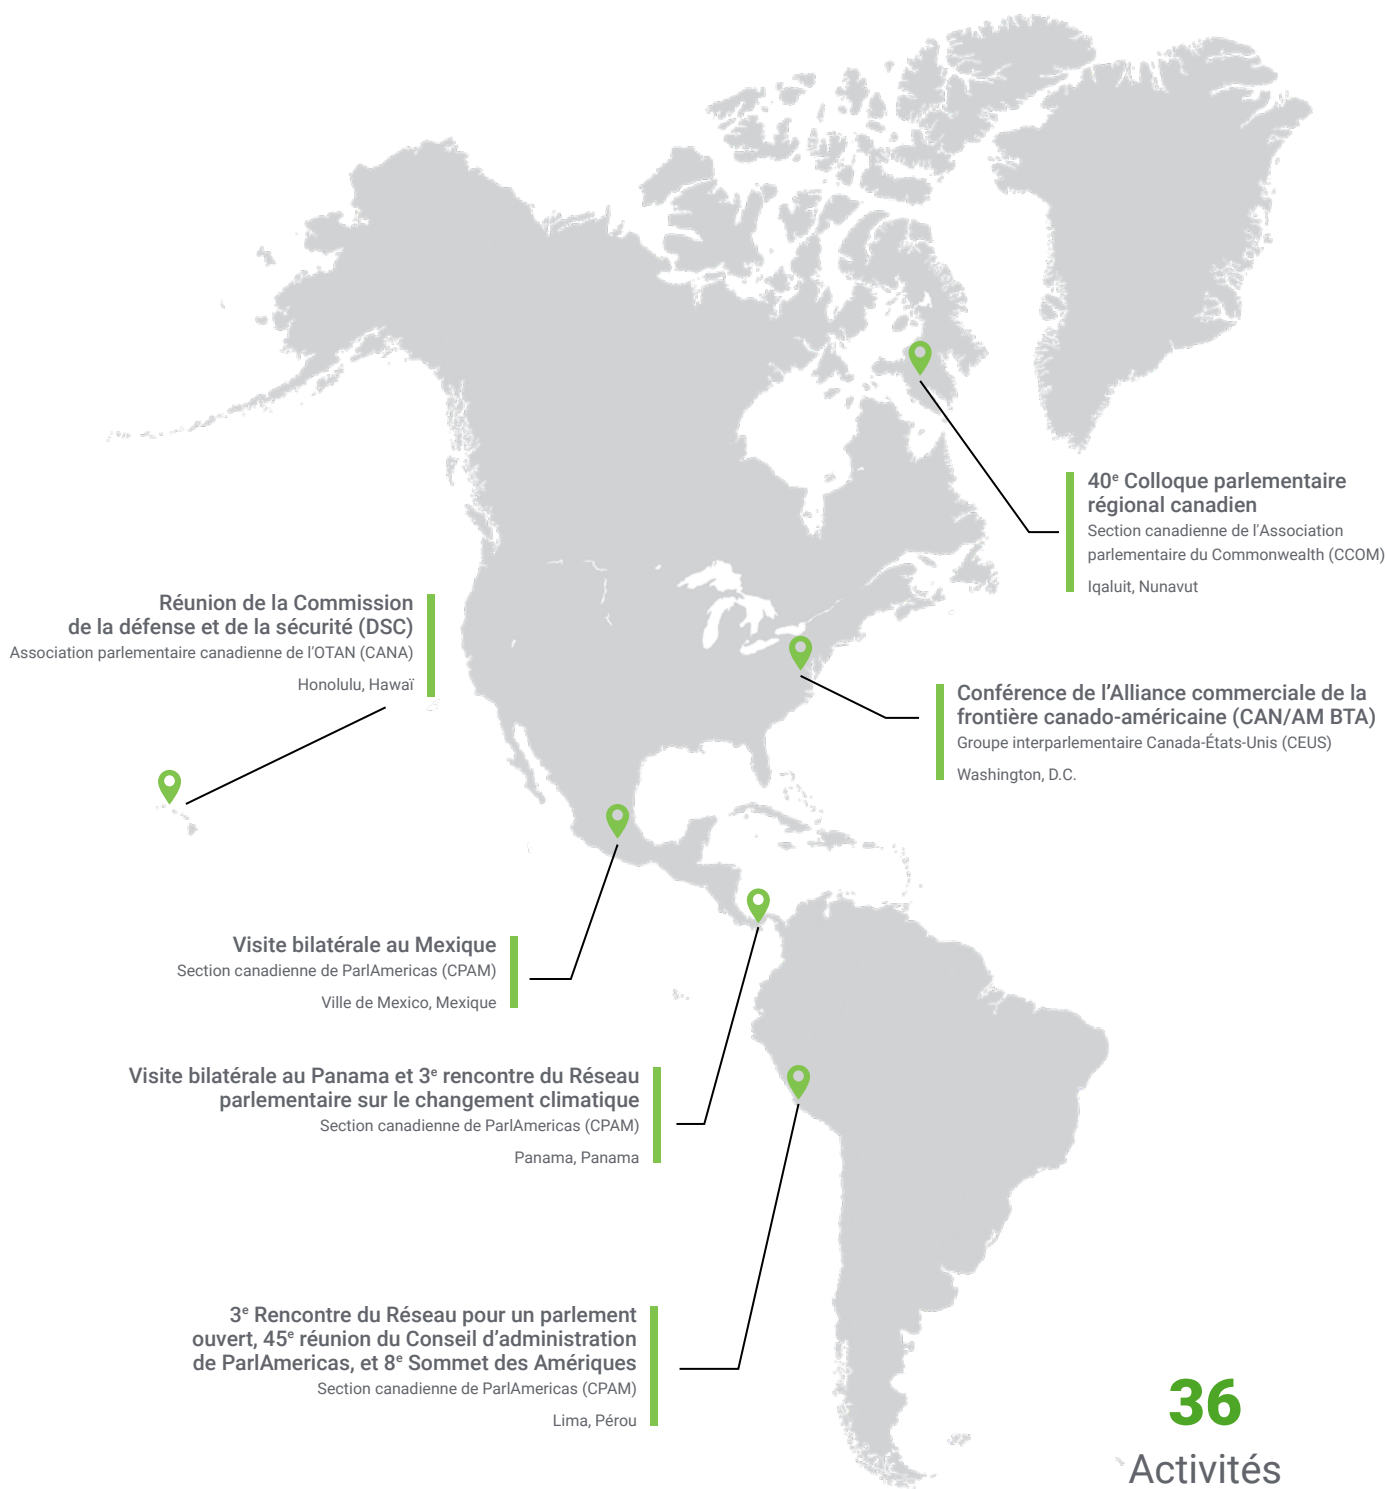 40e Colloque parlementaire
régional canadien
Section canadienne de l'Association
parlementaire du Commonwealth (CCOM)
Iqaluit, Nunavut
Réunion de la Commission
de la défense et de la sécurité (DSC)
Association parlementaire canadienne de l'OTAN (CANA)
Honolulu, Hawaï
Conférence de l’Alliance commerciale de la
frontière canado-américaine (CAN/AM BTA)
Groupe interparlementaire Canada-États-Unis (CEUS)
Washington, D.C.
Visite bilatérale au Mexique
Section canadienne de ParlAmericas (CPAM)
Ville de Mexico, Mexique
Visite bilatérale au Panama et 3e rencontre du Réseau
parlementaire sur le changement climatique
Section canadienne de ParlAmericas (CPAM)
Panama, Panama
3e Rencontre du Réseau pour un parlement
ouvert, 45e réunion du Conseil d’administration
de ParlAmericas, et 8e Sommet des Amériques
Section canadienne de ParlAmericas (CPAM)
Lima, Pérou
36
Activités